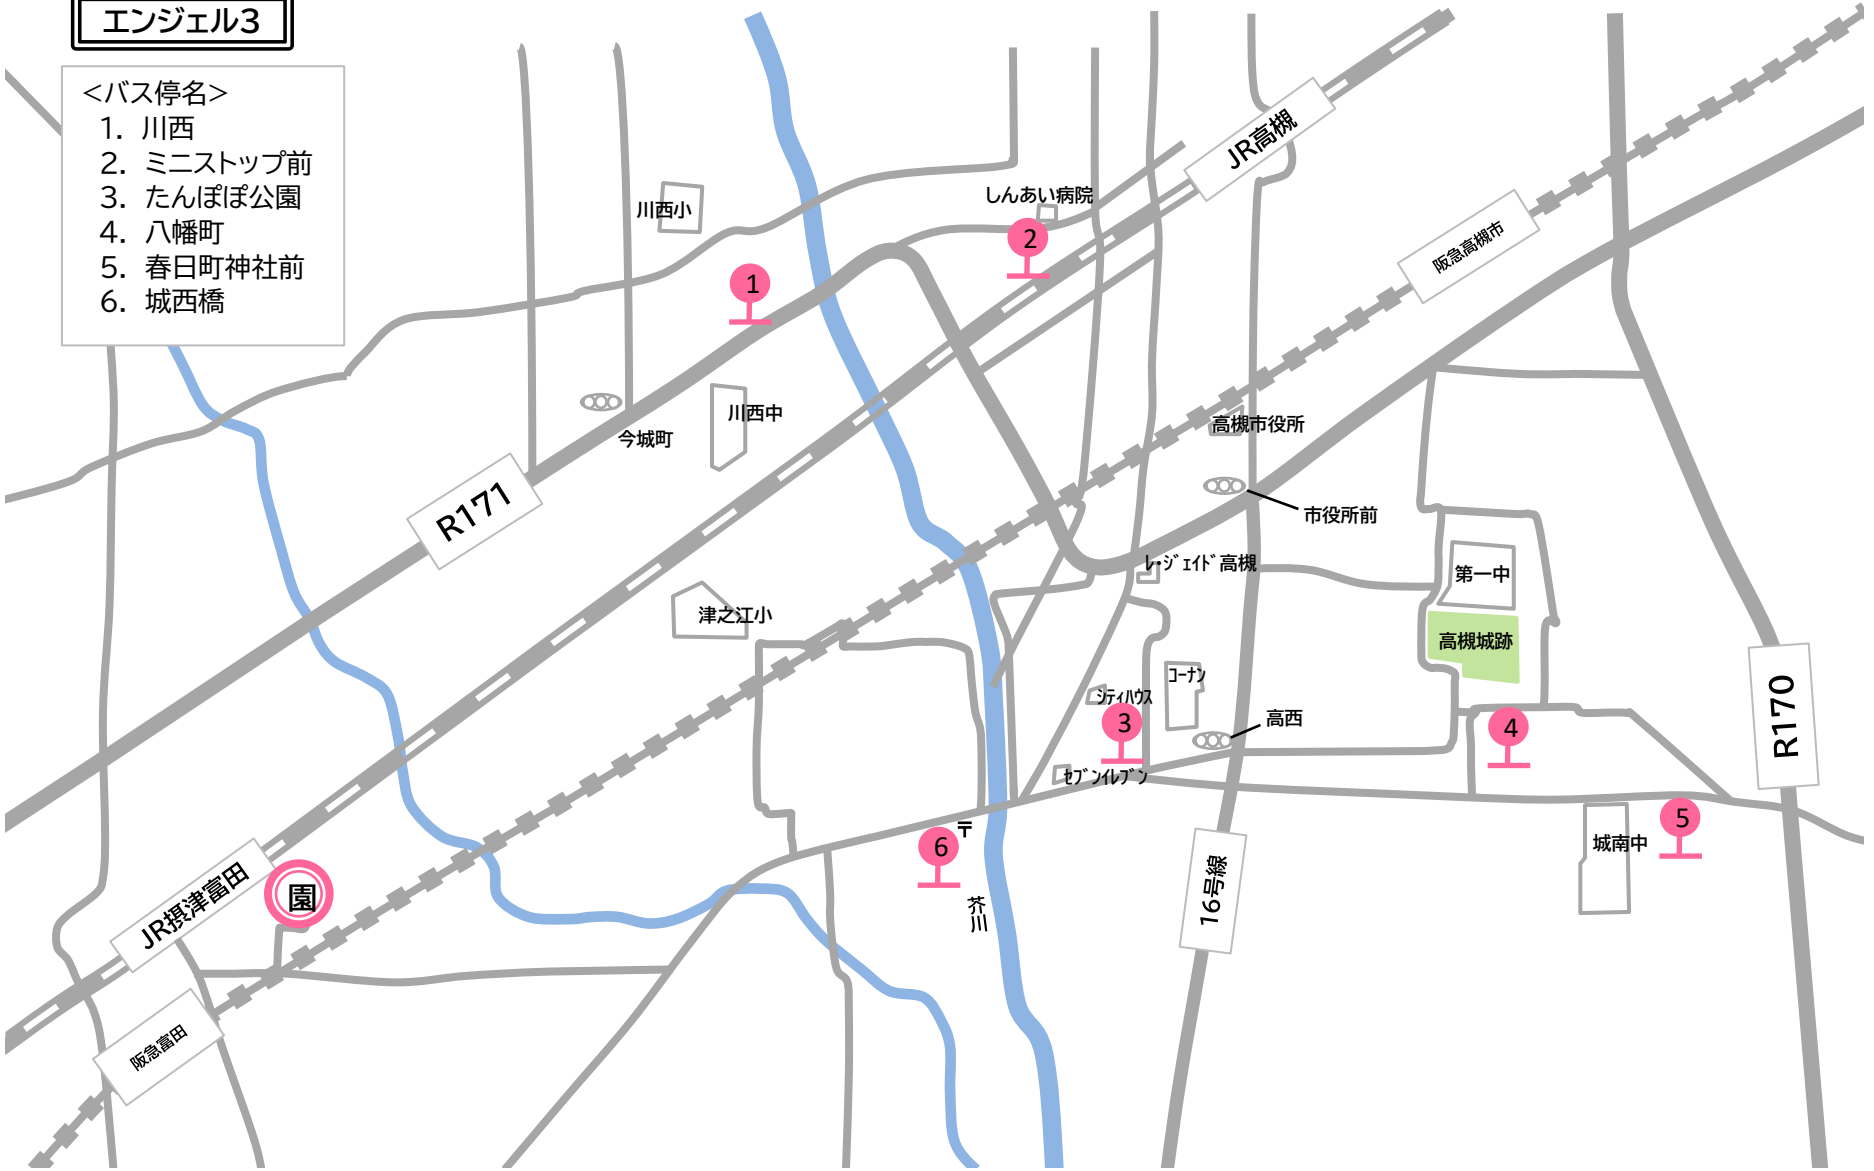 エンジェル3
<バス停名>
1. 川西
2. ミニストップ前
3. たんぽぽ公園
4. 八幡町
5. 春日町神社前
6. 城西橋
JR高槻
しんあい病院
川西小
2
阪急高槻市
1
川西中
高槻市役所
今城町
R171
市役所前
レ・ジェイド高槻
第一中
津之江小
高槻城跡
コーナン
シティハウス
R170
高西
3
4
セブンイレブン
5
〒
6
城南中
JR摂津富田
園
16号線
芥川
阪急富田